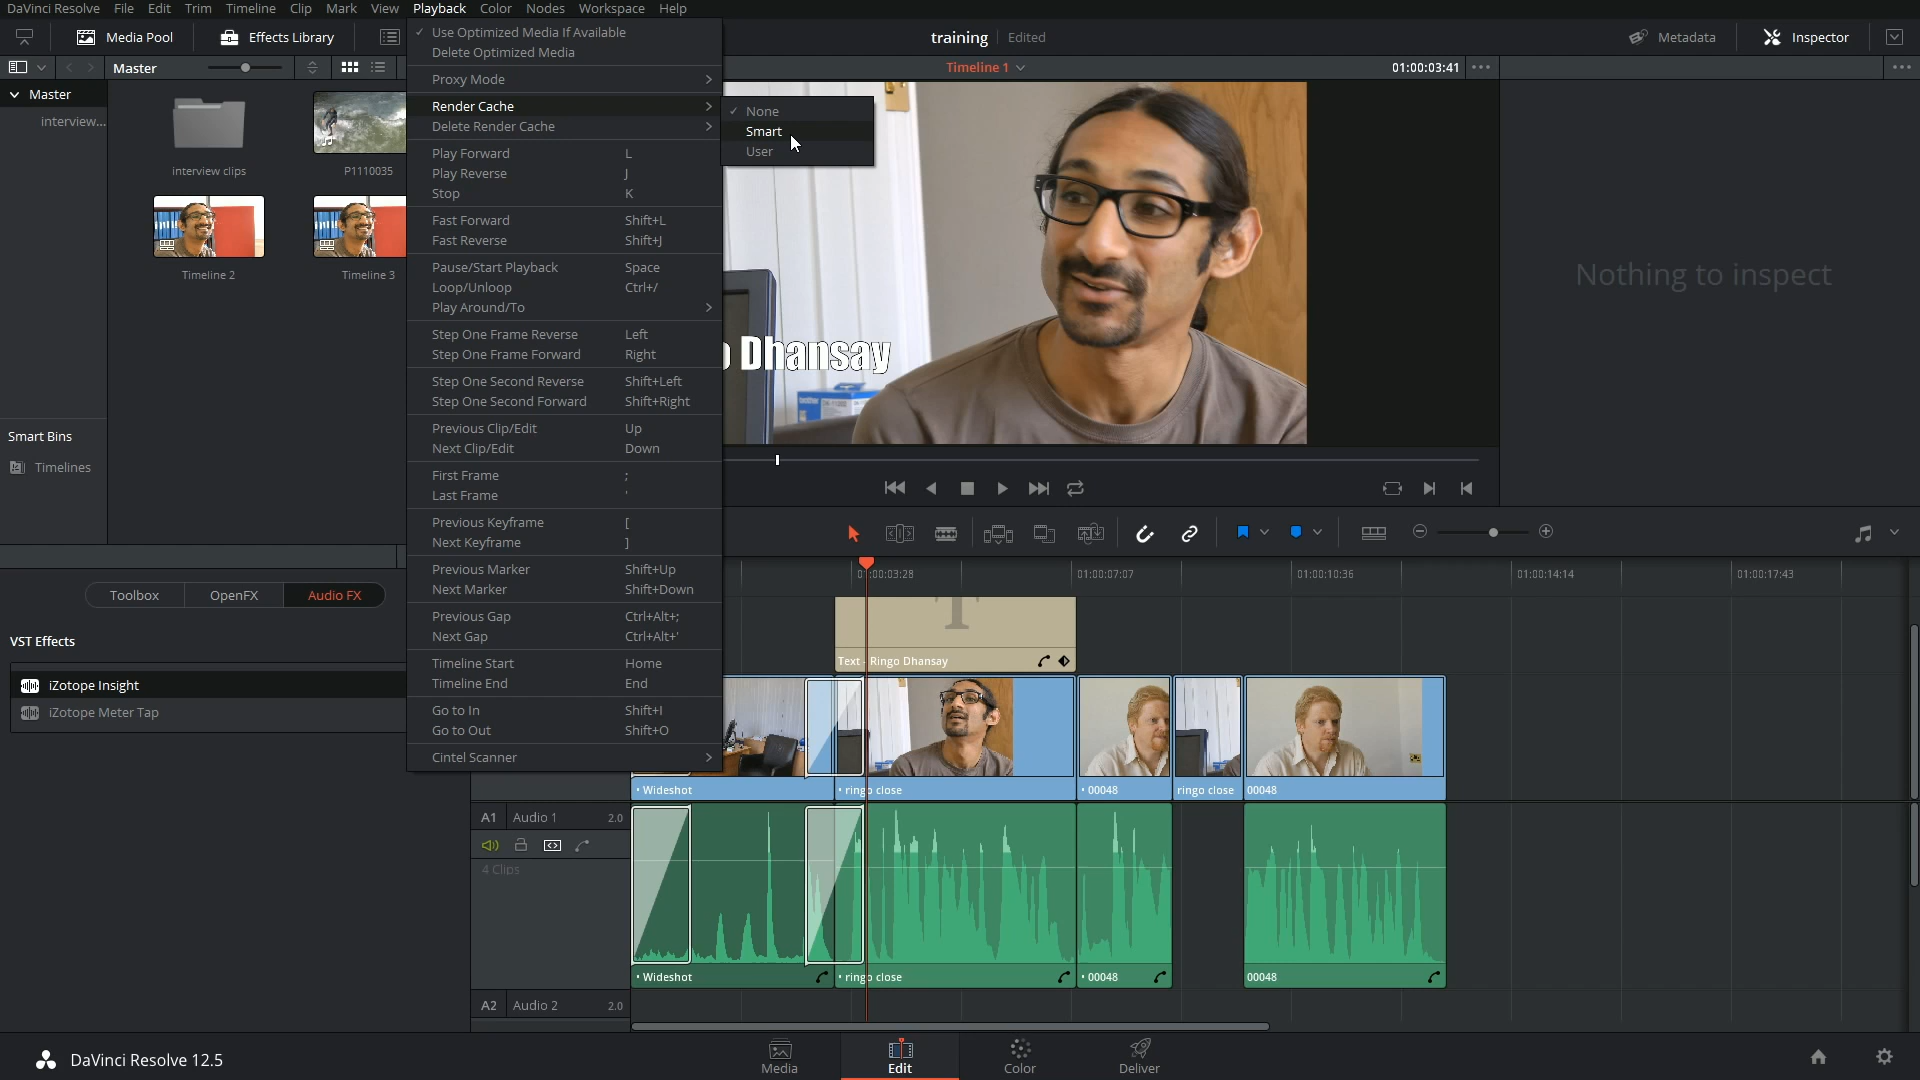 DaVinci Resolve File Edit Trim Timeline Clip Mark View Playback Color Nodes Workspace Help
Media Pool
Effects Library
training
Edited
Metadata
Inspector
Master
Timeline 1
01:00:03:41
Master
interview...
interview clips
P1110035
Timeline 2
Timeline 3
Smart Bins
Timelines
✓ Use Optimized Media If Available
Delete Optimized Media
Proxy Mode
Render Cache
Delete Render Cache
Play Forward L
Play Reverse J
Stop K
Fast Forward Shift+L
Fast Reverse Shift+J
Pause/Start Playback Space
Loop/Unloop Ctrl+/
Play Around/To
Step One Frame Reverse Left
Step One Frame Forward Right
Step One Second Reverse Shift+Left
Step One Second Forward Shift+Right
Previous Clip/Edit Up
Next Clip/Edit Down
First Frame ;
Last Frame '
Previous Keyframe [
Next Keyframe ]
Previous Marker Shift+Up
Next Marker Shift+Down
Previous Gap Ctrl+Alt+;
Next Gap Ctrl+Alt+'
Timeline Start Home
Timeline End End
Go to In Shift+I
Go to Out Shift+O
Cintel Scanner
✓ None
Smart
User
Dhansay
brother
Nothing to inspect
Toolbox
OpenFX
Audio FX
VST Effects
iZotope Insight
iZotope Meter Tap
01:00:03:28
01:00:07:07
01:00:10:36
01:00:14:14
01:00:17:43
T
Text - Ringo Dhansay
• Wideshot
• ringo close
• 00048
ringo close
00048
A1 Audio 1 2.0
4 Clips
• Wideshot
• ringo close
• 00048
00048
A2 Audio 2 2.0
DaVinci Resolve 12.5
Media
Edit
Color
Deliver